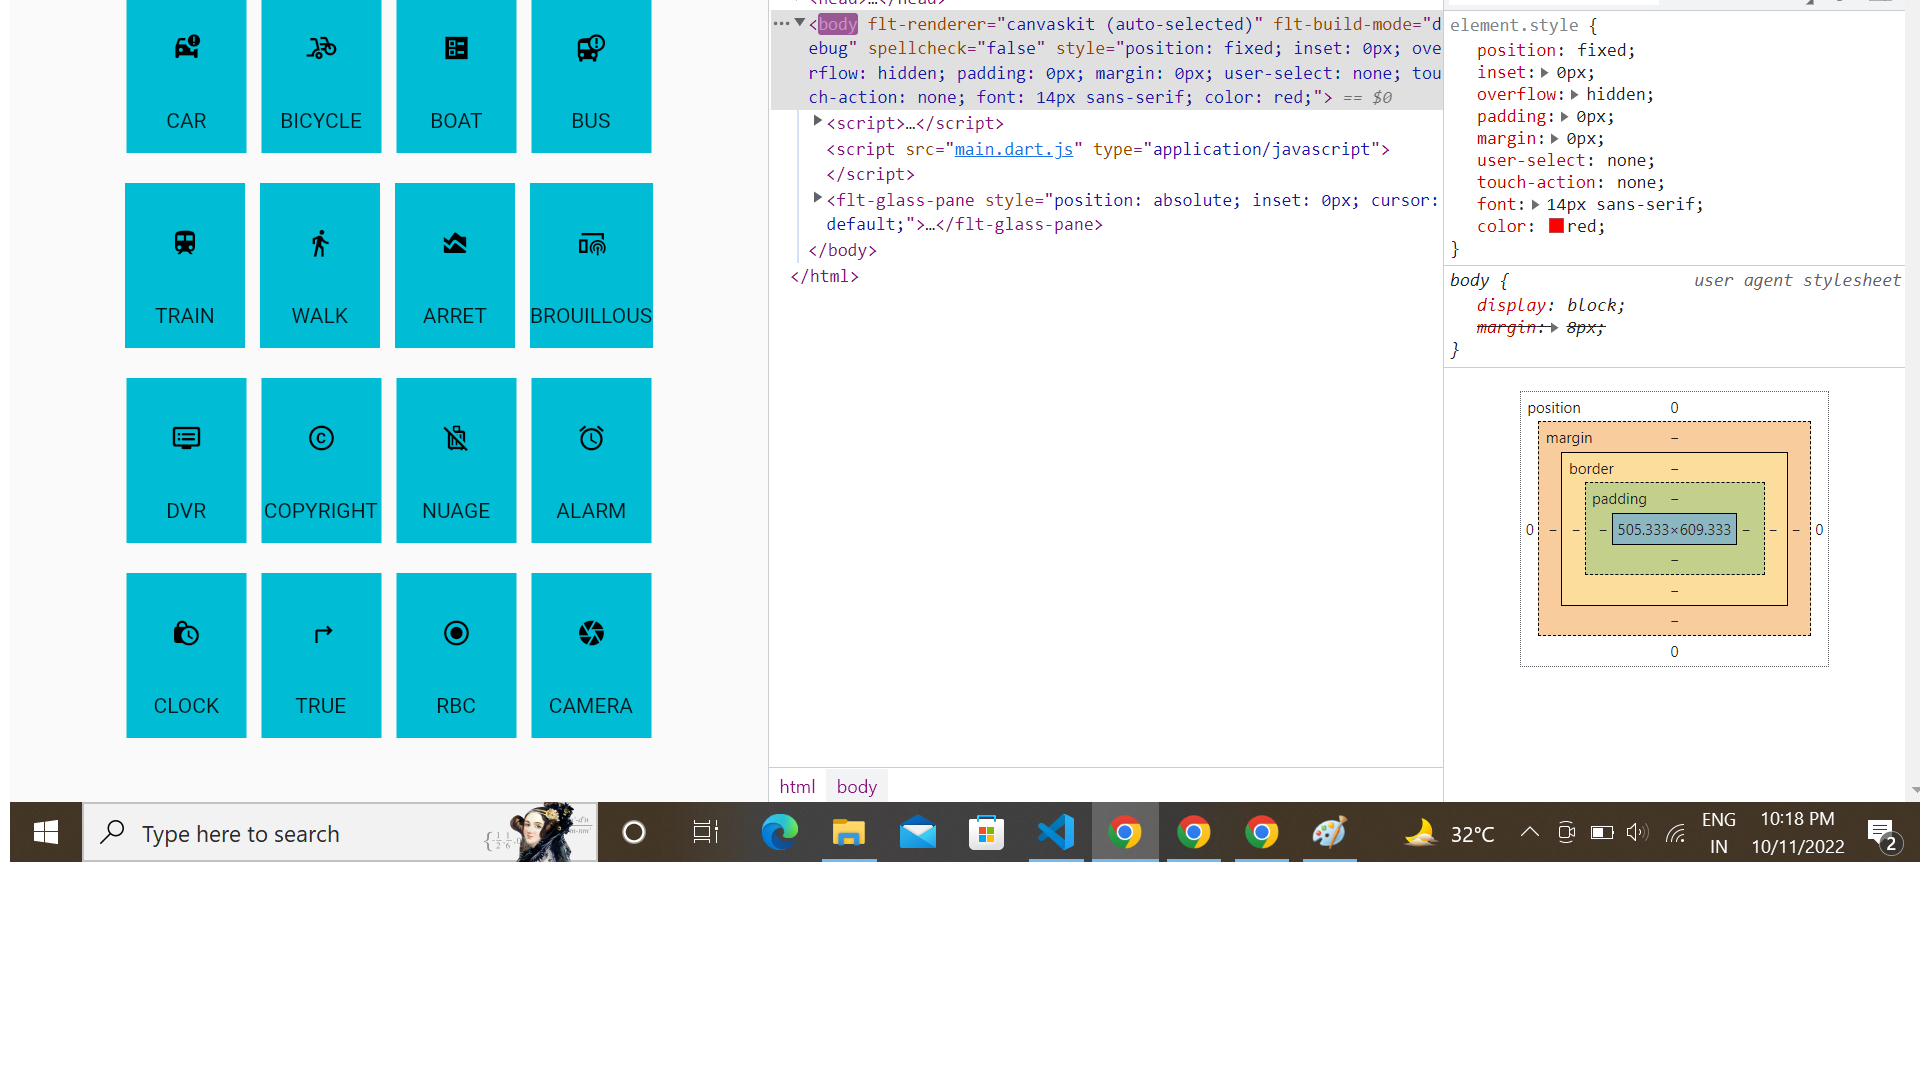 CAR BICYCLE BOAT BUS
TRAIN WALK ARRET BROUILLOUS
DVR COPYRIGHT NUAGE ALARM
CLOCK TRUE RBC CAMERA
<head>…</head>
<body flt-renderer="canvaskit (auto-selected)" flt-build-mode="d
ebug" spellcheck="false" style="position: fixed; inset: 0px; ove
rflow: hidden; padding: 0px; margin: 0px; user-select: none; tou
ch-action: none; font: 14px sans-serif; color: red;"> == $0
<script>…</script>
<script src="main.dart.js" type="application/javascript">
</script>
<flt-glass-pane style="position: absolute; inset: 0px; cursor:
default;">…</flt-glass-pane>
</body>
</html>
html body
element.style {
position: fixed;
inset: 0px;
overflow: hidden;
padding: 0px;
margin: 0px;
user-select: none;
touch-action: none;
font: 14px sans-serif;
color: red;
}
body { user agent stylesheet
display: block;
margin: 8px;
}
position 0
margin –
border –
padding –
0 – – – 505.333×609.333 – – – 0
–
–
–
0
Type here to search
32°C
ENG
IN
10:18 PM
10/11/2022
2